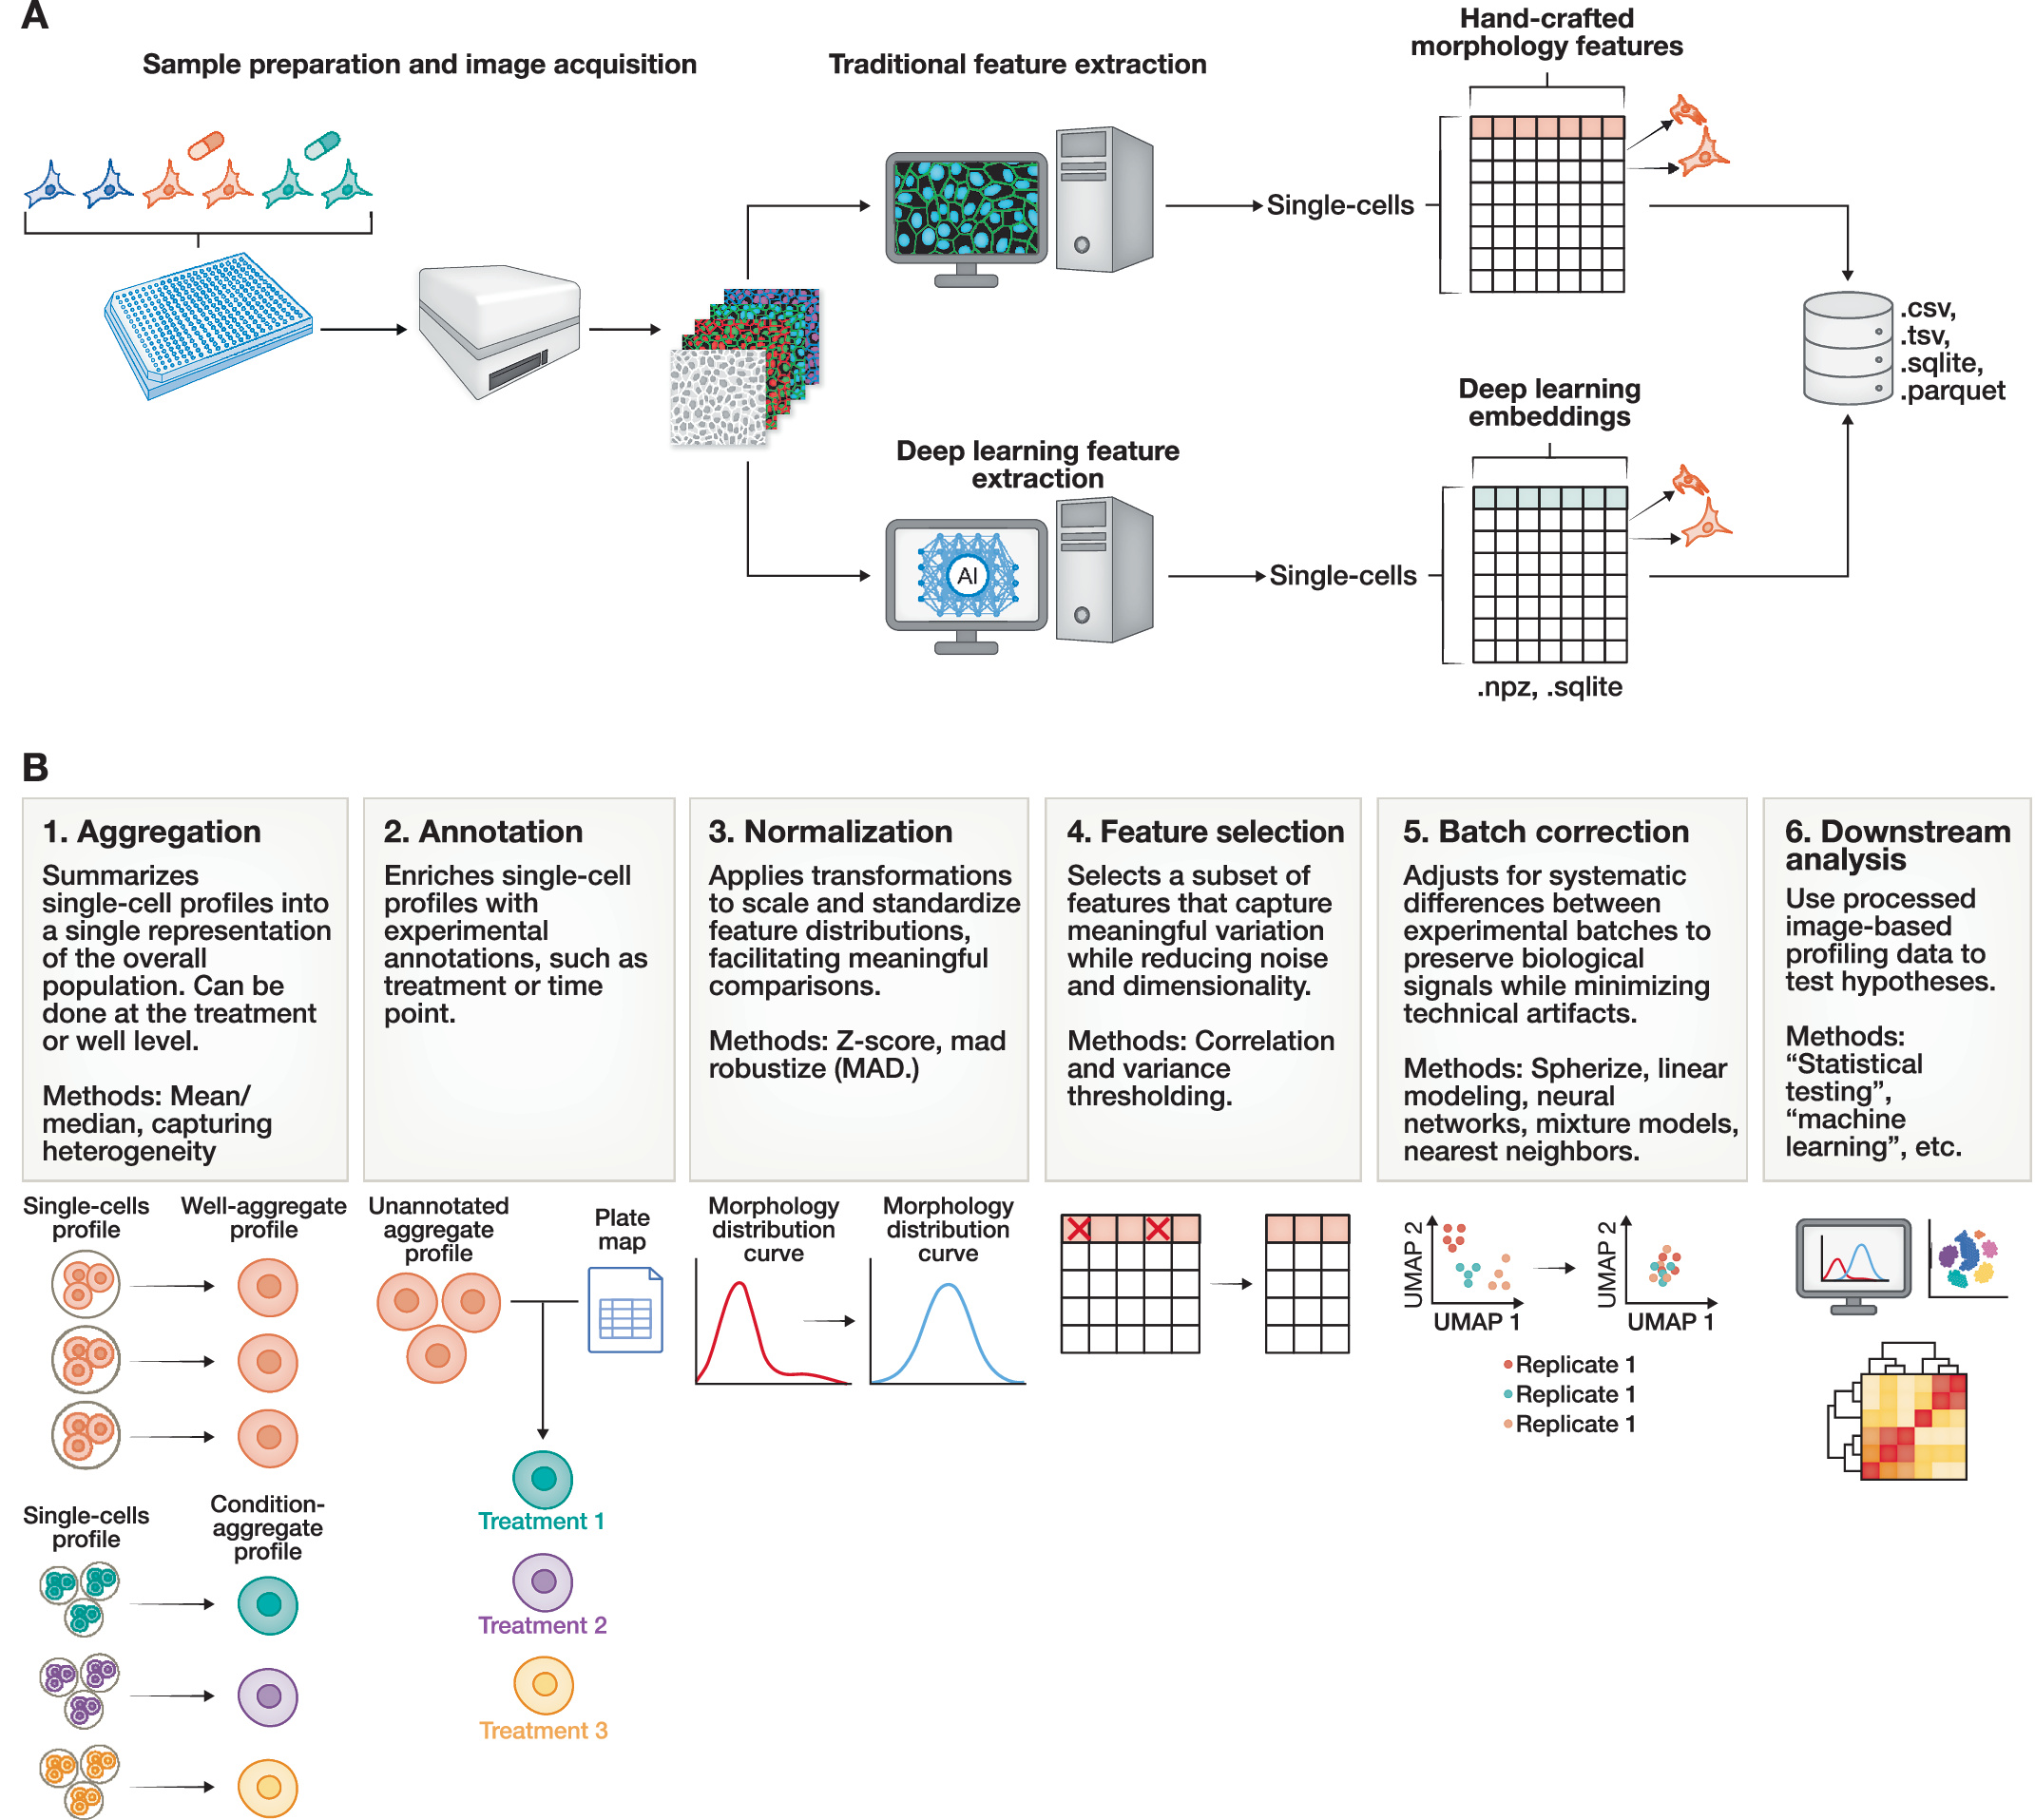 A
Sample preparation and image acquisition
Traditional feature extraction
Hand-crafted
morphology features
Single-cells
.csv,
.tsv,
.sqlite,
.parquet
Deep learning feature
extraction
AI
Single-cells
Deep learning
embeddings
.npz, .sqlite
B
1. Aggregation
Summarizes
single-cell profiles into
a single representation
of the overall
population. Can be
done at the treatment
or well level.
Methods: Mean/
median, capturing
heterogeneity
2. Annotation
Enriches single-cell
profiles with
experimental
annotations, such as
treatment or time
point.
3. Normalization
Applies transformations
to scale and standardize
feature distributions,
facilitating meaningful
comparisons.
Methods: Z-score, mad
robustize (MAD.)
4. Feature selection
Selects a subset of
features that capture
meaningful variation
while reducing noise
and dimensionality.
Methods: Correlation
and variance
thresholding.
5. Batch correction
Adjusts for systematic
differences between
experimental batches to
preserve biological
signals while minimizing
technical artifacts.
Methods: Spherize, linear
modeling, neural
networks, mixture models,
nearest neighbors.
6. Downstream
analysis
Use processed
image-based
profiling data to
test hypotheses.
Methods:
“Statistical
testing”,
“machine
learning”, etc.
Single-cells
profile
Well-aggregate
profile
Single-cells
profile
Condition-
aggregate
profile
Unannotated
aggregate
profile
Plate
map
Treatment 1
Treatment 2
Treatment 3
Morphology
distribution
curve
Morphology
distribution
curve
UMAP 2
UMAP 1
UMAP 2
UMAP 1
Replicate 1
Replicate 1
Replicate 1